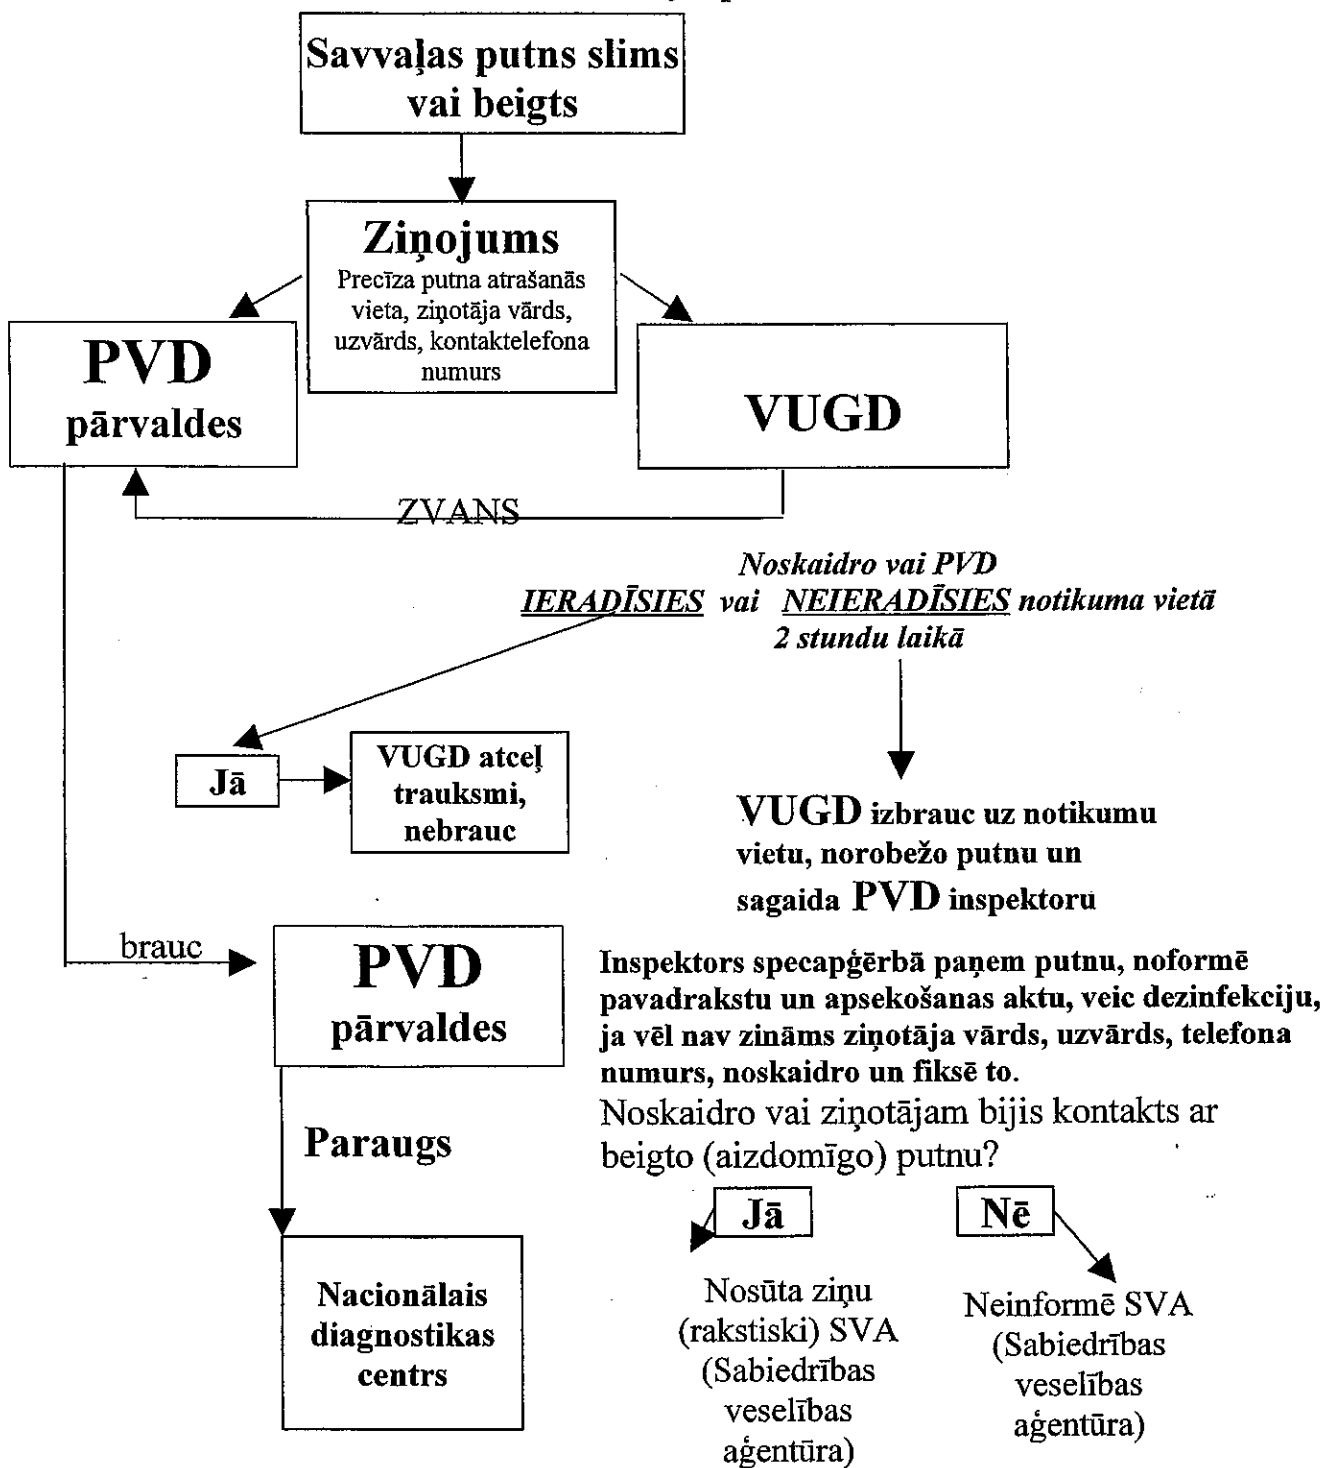 Savvaļas putns slims
vai beigts
Ziņojums
Precīza putna atrašanās
vieta, ziņotāja vārds,
uzvārds, kontaktelefona
numurs
PVD
pārvaldes
VUGD
ZVANS
Noskaidro vai PVD
IERADĪSIES vai NEIERADĪSIES notikuma vietā
2 stundu laikā
Jā
VUGD atceļ
trauksmi,
nebrauc
VUGD izbrauc uz notikumu
vietu, norobežo putnu un
sagaida PVD inspektoru
brauc
PVD
pārvaldes
Inspektors specapģērbā paņem putnu, noformē
pavadrakstu un apsekošanas aktu, veic dezinfekciju,
ja vēl nav zināms ziņotāja vārds, uzvārds, telefona
numurs, noskaidro un fiksē to.
Noskaidro vai ziņotājam bijis kontakts ar
beigto (aizdomīgo) putnu?
Paraugs
Nacionālais
diagnostikas
centrs
Jā
Nosūta ziņu
(rakstiski) SVA
(Sabiedrības
veselības
aģentūra)
Nē
Neinformē SVA
(Sabiedrības
veselības
aģentūra)